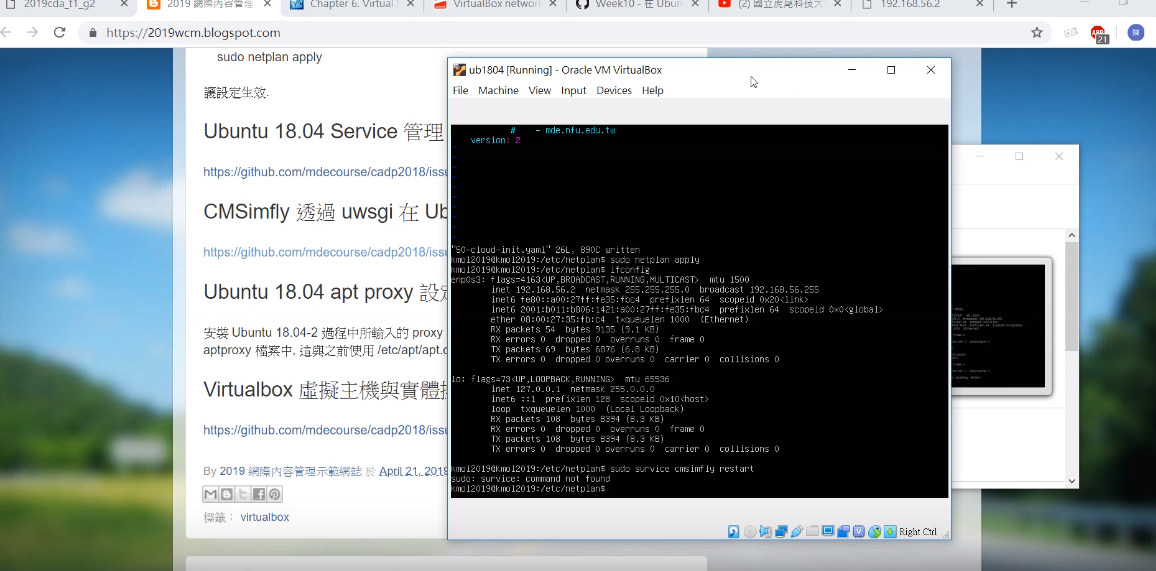 2019cda_t1_g2
2019 網際內容管理
Chapter 6. Virtual
VirtualBox network
Week10 - 在 Ubun
(2) 國立虎尾科技大
192.168.56.2
https://2019wcm.blogspot.com
21
陳
sudo netplan apply
讓設定生效.
Ubuntu 18.04 Service 管理
https://github.com/mdecourse/cadp2018/issu
CMSimfly 透過 uwsgi 在 Ub
https://github.com/mdecourse/cadp2018/issu
Ubuntu 18.04 apt proxy 設定
安裝 Ubuntu 18.04-2 過程中所輸入的 proxy
aptproxy 檔案中, 這與之前使用 /etc/apt/apt.c
Virtualbox 虛擬主機與實體
https://github.com/mdecourse/cadp2018/issu
By 2019 網際內容管理示範網誌 於 April 21, 2019
標籤： virtualbox
ub1804 [Running] - Oracle VM VirtualBox
File Machine View Input Devices Help
# - mde.nfu.edu.tw
version: 2
"50-cloud-init.yaml" 26L, 890C written
kmol2019@kmol2019:/etc/netplan$ sudo netplan apply
kmol2019@kmol2019:/etc/netplan$ ifconfig
enp0s3: flags=4163<UP,BROADCAST,RUNNING,MULTICAST> mtu 1500
inet 192.168.56.2 netmask 255.255.255.0 broadcast 192.168.56.255
inet6 fe80::a00:27ff:fe35:fbc4 prefixlen 64 scopeid 0x20<link>
inet6 2001:b011:b806:1421:a00:27ff:fe35:fbc4 prefixlen 64 scopeid 0x0<global>
ether 08:00:27:35:fb:c4 txqueuelen 1000 (Ethernet)
RX packets 54 bytes 9135 (9.1 KB)
RX errors 0 dropped 0 overruns 0 frame 0
TX packets 69 bytes 6876 (6.8 KB)
TX errors 0 dropped 0 overruns 0 carrier 0 collisions 0
lo: flags=73<UP,LOOPBACK,RUNNING> mtu 65536
inet 127.0.0.1 netmask 255.0.0.0
inet6 ::1 prefixlen 128 scopeid 0x10<host>
loop txqueuelen 1000 (Local Loopback)
RX packets 108 bytes 8394 (8.3 KB)
RX errors 0 dropped 0 overruns 0 frame 0
TX packets 108 bytes 8394 (8.3 KB)
TX errors 0 dropped 0 overruns 0 carrier 0 collisions 0
kmol2019@kmol2019:/etc/netplan$ sudo survice cmsimfly restart
sudo: survice: command not found
kmol2019@kmol2019:/etc/netplan$
Right Ctrl